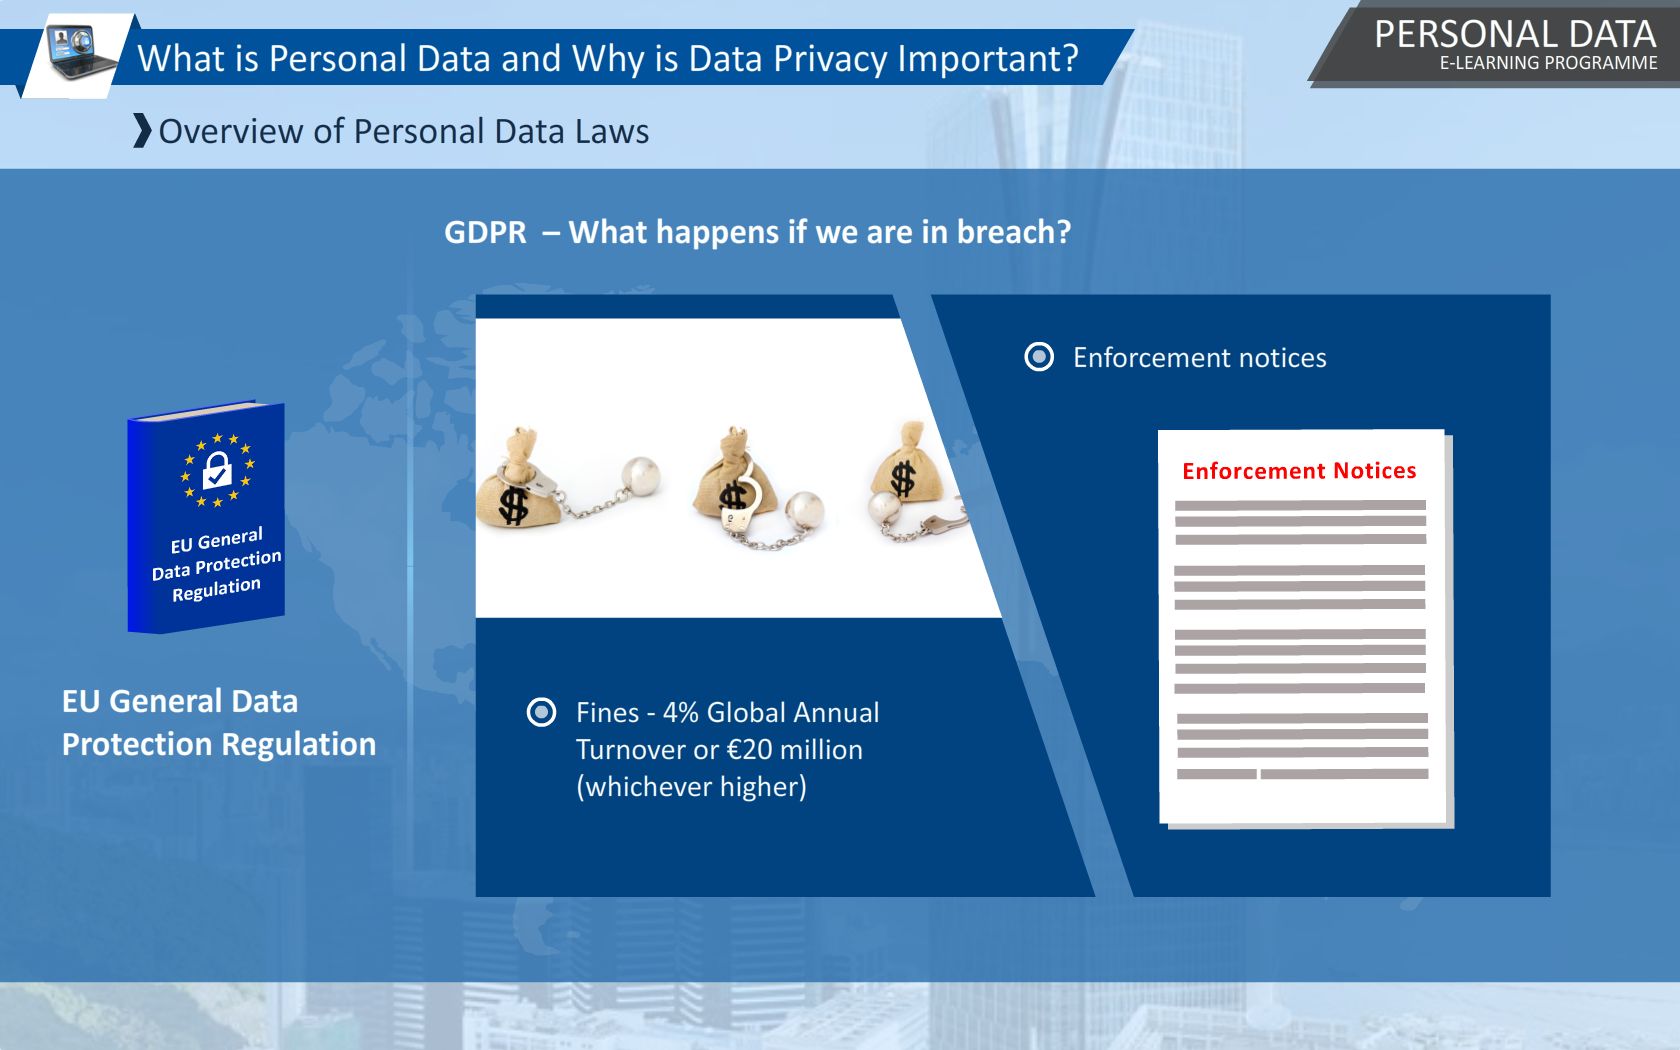 What is Personal Data and Why is Data Privacy Important?
PERSONAL DATA
E-LEARNING PROGRAMME
Overview of Personal Data Laws
GDPR – What happens if we are in breach?
EU General
Data Protection
Regulation
EU General Data
Protection Regulation
$ $ $
Fines - 4% Global Annual
Turnover or €20 million
(whichever higher)
Enforcement notices
Enforcement Notices